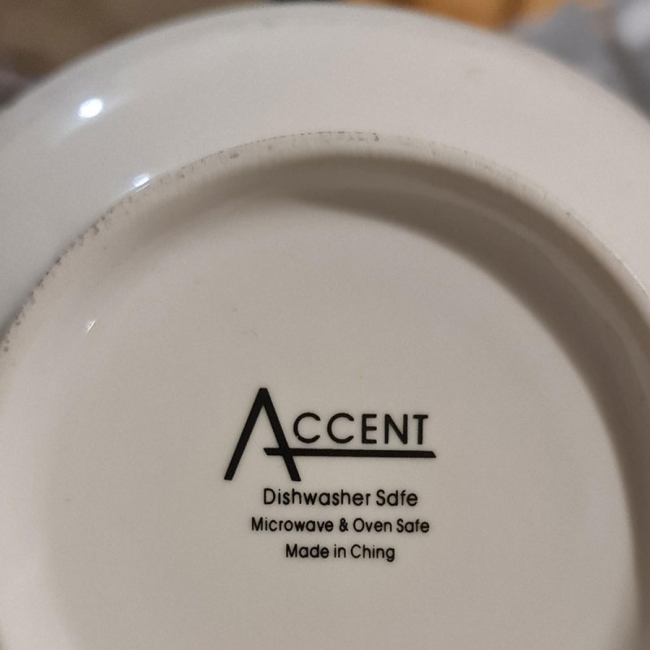 ACCENT
Dishwasher Sdfe
Microwave & Oven Safe
Made in Ching